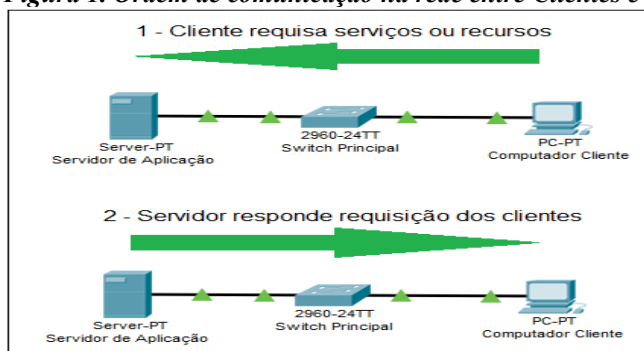 Figura 1: Ordem de comunicação na rede entre Clientes e
1 - Cliente requisa serviços ou recursos
Server-PT
Servidor de Aplicação
2960-24TT
Switch Principal
PC-PT
Computador Cliente
2 - Servidor responde requisição dos clientes
Server-PT
Servidor de Aplicação
2960-24TT
Switch Principal
PC-PT
Computador Cliente